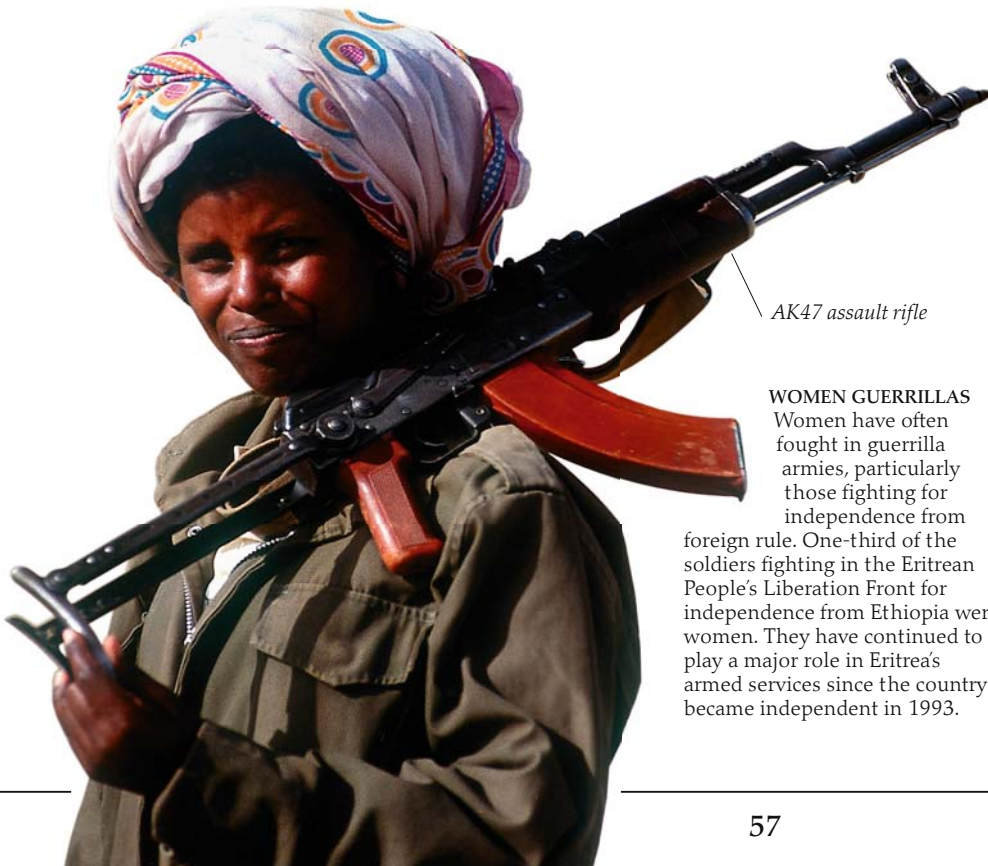 AK47 assault rifle
WOMEN GUERRILLAS
Women have often
fought in guerrilla
armies, particularly
those fighting for
independence from
foreign rule. One-third of the
soldiers fighting in the Eritrean
People's Liberation Front for
independence from Ethiopia wer
women. They have continued to
play a major role in Eritrea's
armed services since the country
became independent in 1993.
57